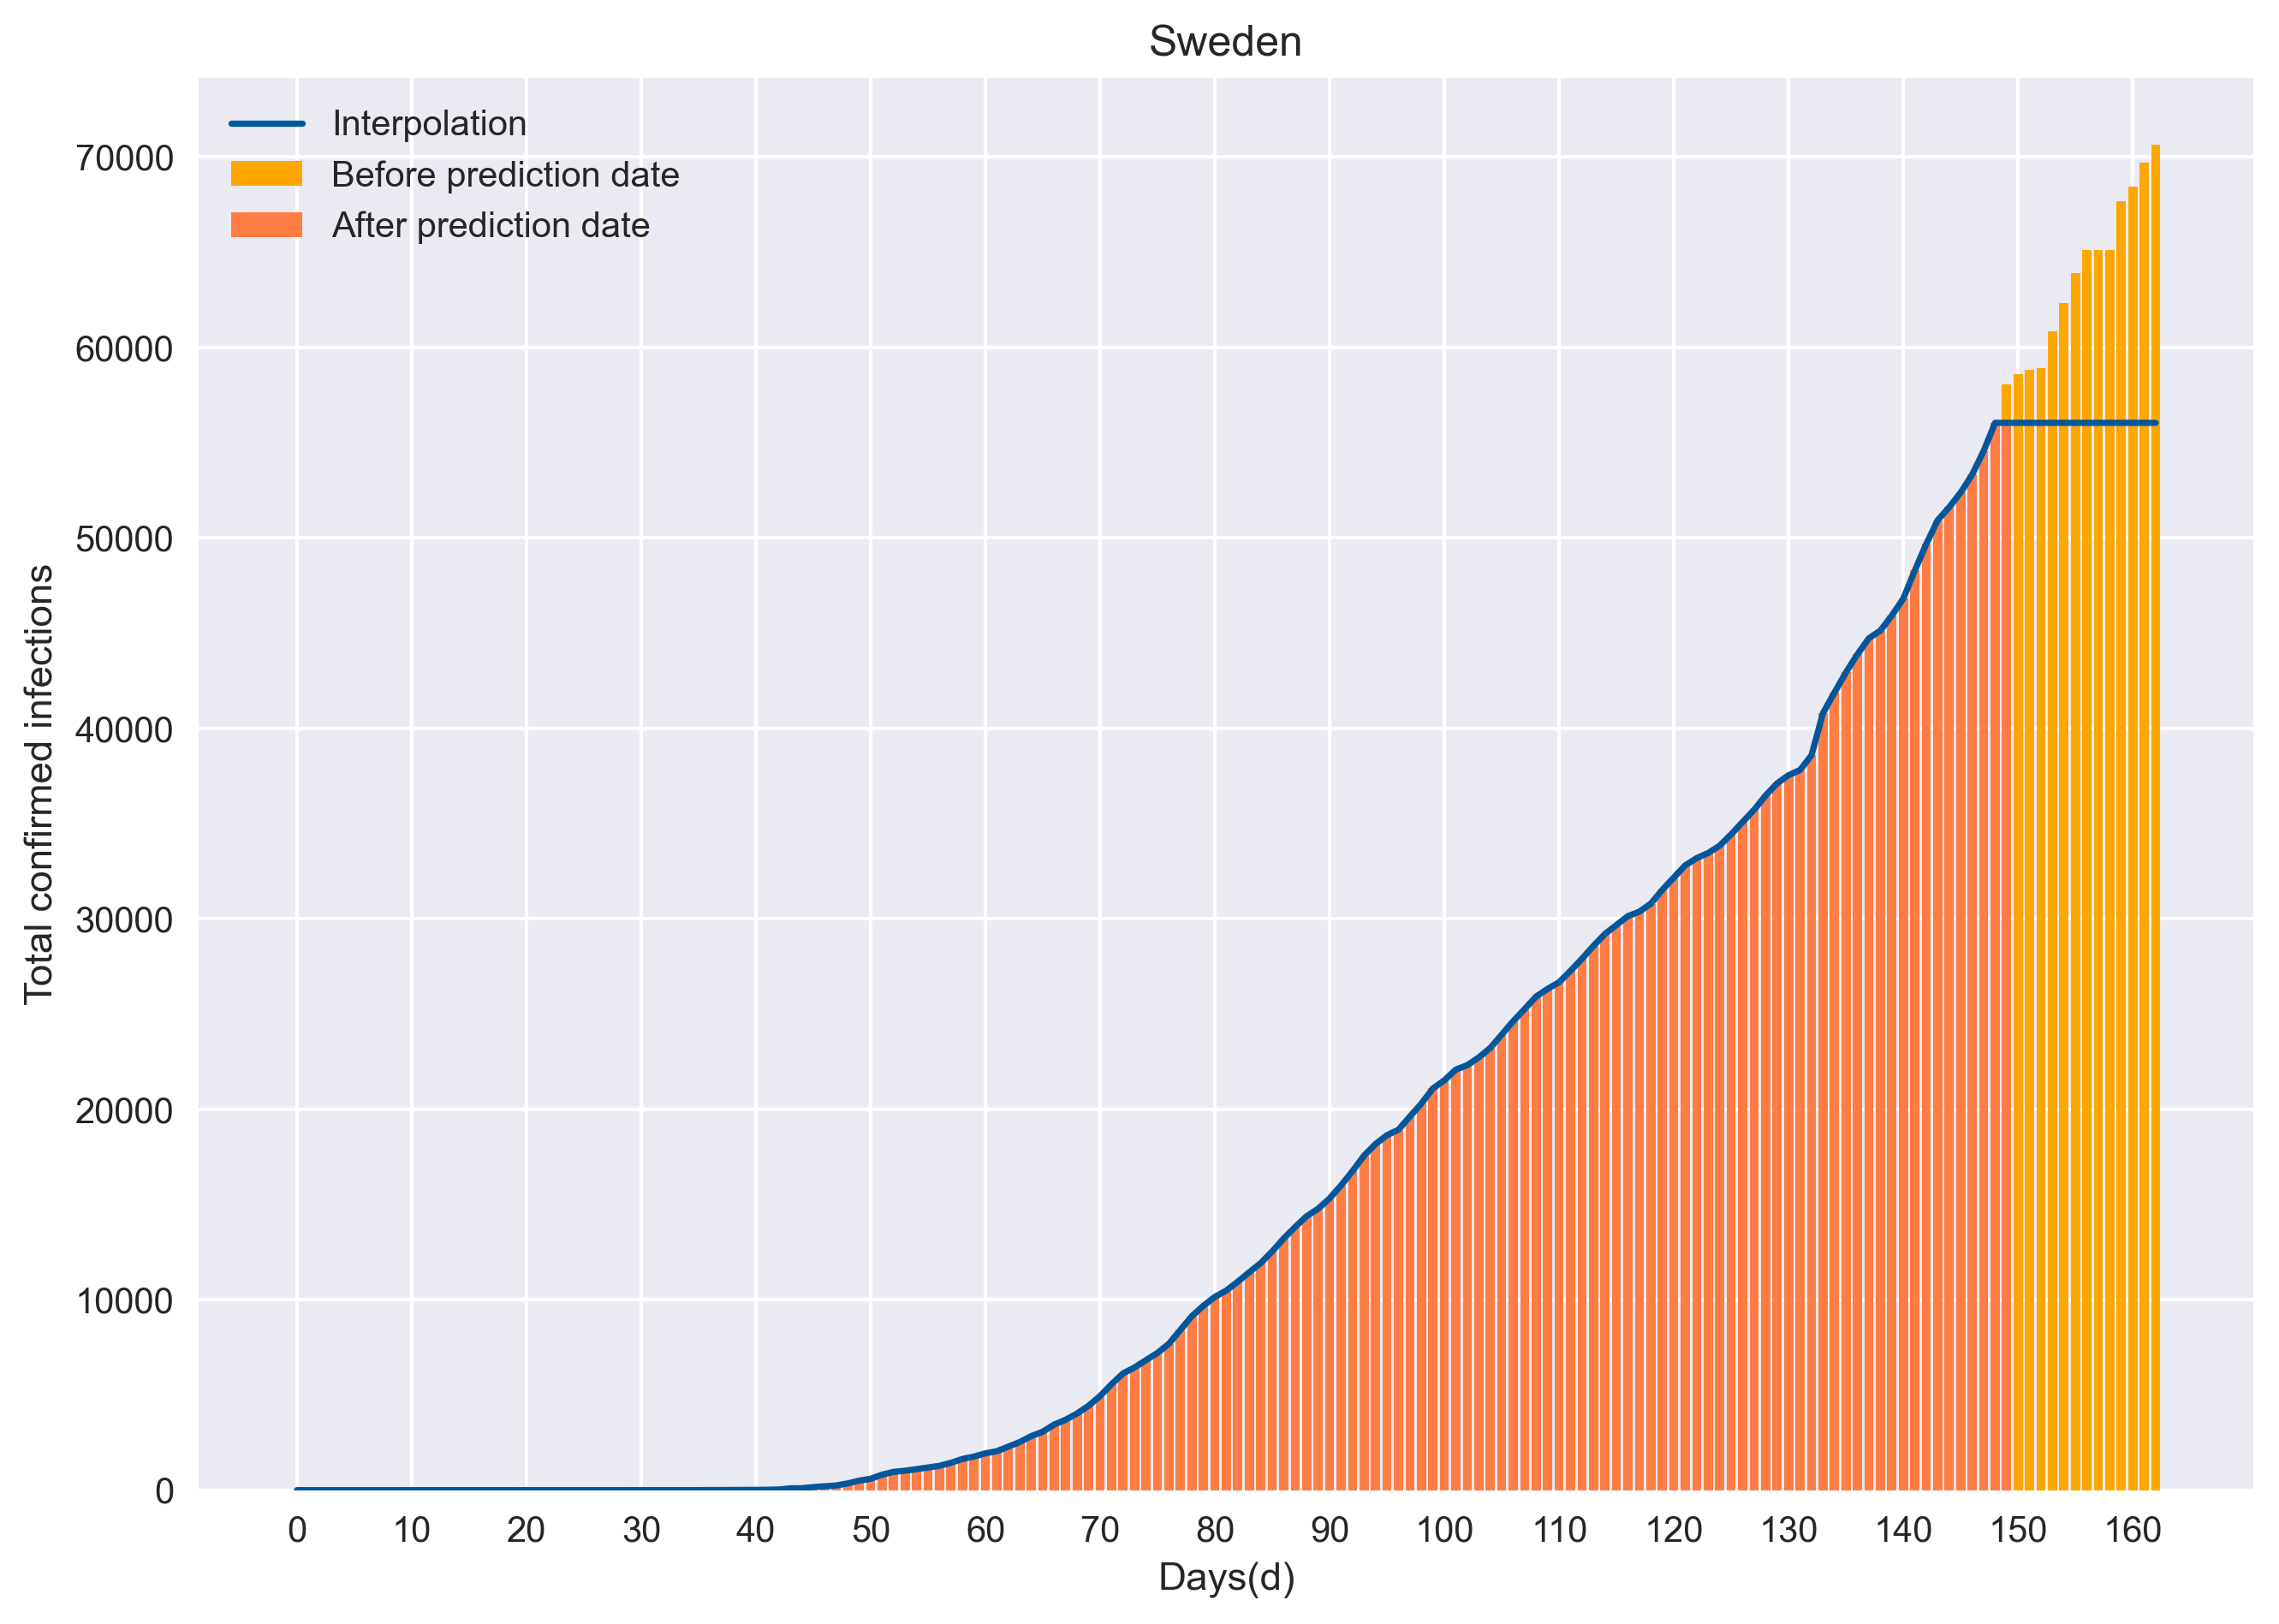 Sweden
Interpolation
Before prediction date
After prediction date
70000
60000
50000
40000
30000
20000
10000
0
Total confirmed infections
0 10 20 30 40 50 60 70 80 90 100 110 120 130 140 150 160
Days(d)